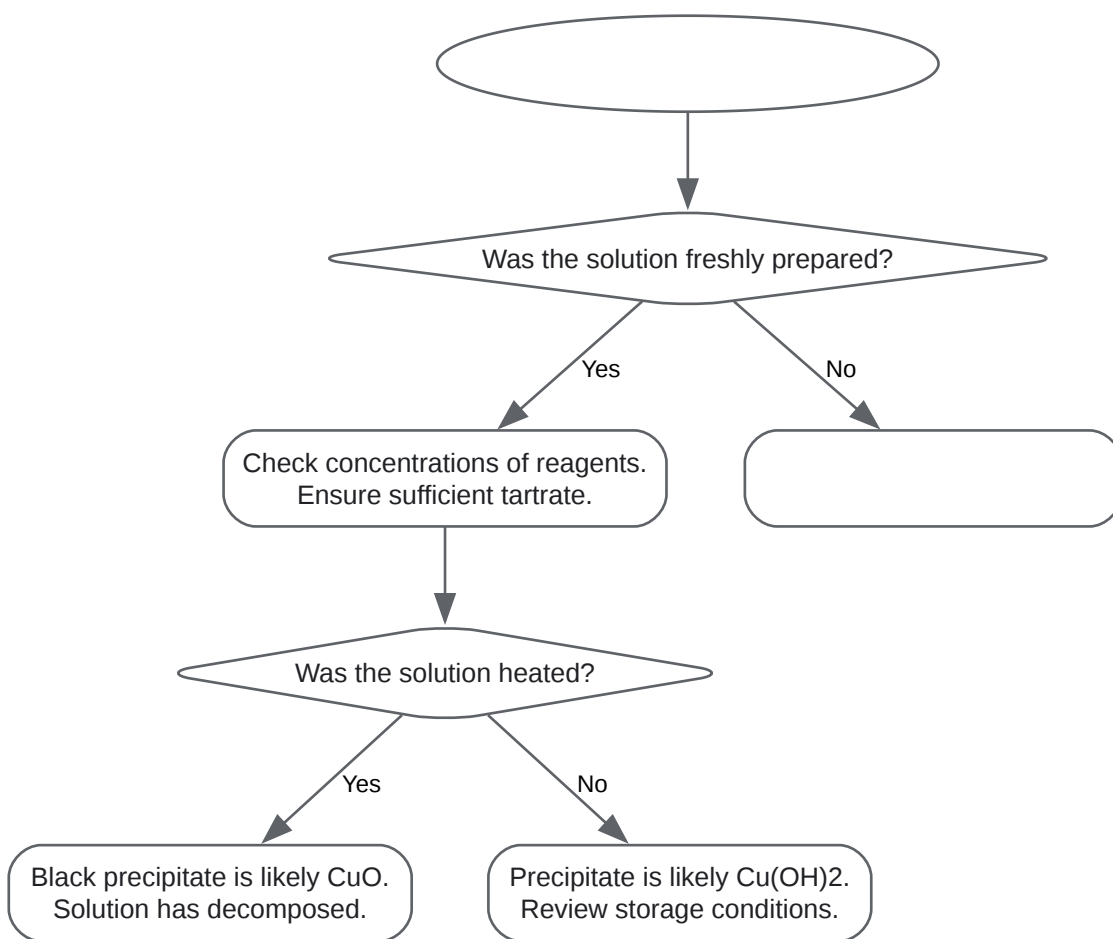 Was the solution freshly prepared?
Yes
No
Check concentrations of reagents.
Ensure sufficient tartrate.
Was the solution heated?
Yes
No
Black precipitate is likely CuO.
Solution has decomposed.
Precipitate is likely Cu(OH)2.
Review storage conditions.